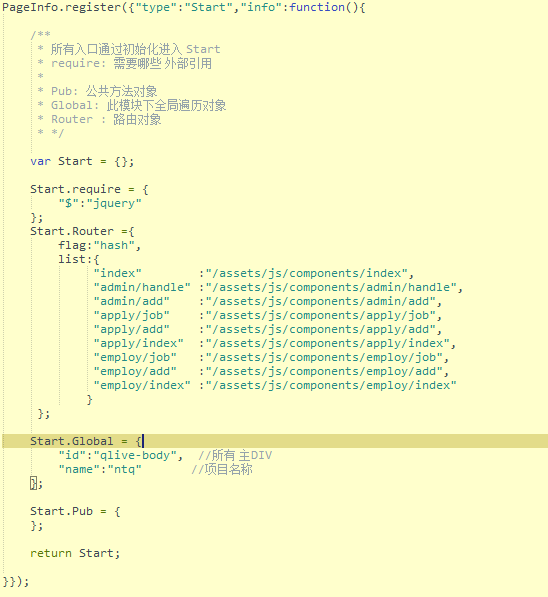 PageInfo.register({"type":"Start","info":function(){
/**
* 所有入口通过初始化进入 Start
* require: 需要哪些 外部引用
*
* Pub: 公共方法对象
* Global: 此模块下全局遍历对象
* Router : 路由对象
* */
var Start = {};
Start.require = {
"$":"jquery"
};
Start.Router ={
flag:"hash",
list:{
"index" :"/assets/js/components/index",
"admin/handle" :"/assets/js/components/admin/handle",
"admin/add" :"/assets/js/components/admin/add",
"apply/job" :"/assets/js/components/apply/job",
"apply/add" :"/assets/js/components/apply/add",
"apply/index" :"/assets/js/components/apply/index",
"employ/job" :"/assets/js/components/employ/job",
"employ/add" :"/assets/js/components/employ/add",
"employ/index" :"/assets/js/components/employ/index"
}
};
Start.Global = {
"id":"qlive-body", //所有 主DIV
"name":"ntq" //项目名称
};
Start.Pub = {
};
return Start;
}});